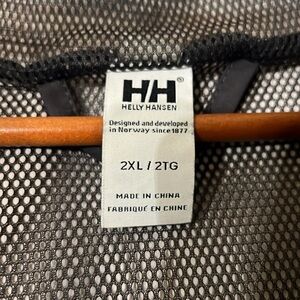 HH®
HELLY HANSEN
Designed and developed
in Norway since 1877
2XL / 2TG
MADE IN CHINA
FABRIQUÉ EN CHINE